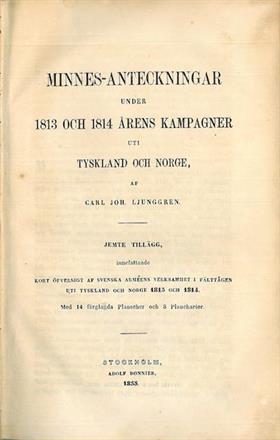 MINNES-ANTECKNINGAR
UNDER
1813 OCH 1814 ÅRENS KAMPAGNER
UTI
TYSKLAND OCH NORGE,
AF
CARL JOH. LJUNGGREN.
JEMTE TILLÄGG,
innefattande
KORT ÖFVERSIGT AF SVENSKA ARMÉENS VERKSAMHET I FÄLTTÅGEN
UTI TYSKLAND OCH NORGE 1813 OCH 1814.
Med 14 färglagda Plancher och 3 Planchartor.
STOCKHOLM,
ADOLF BONNIER,
1855.